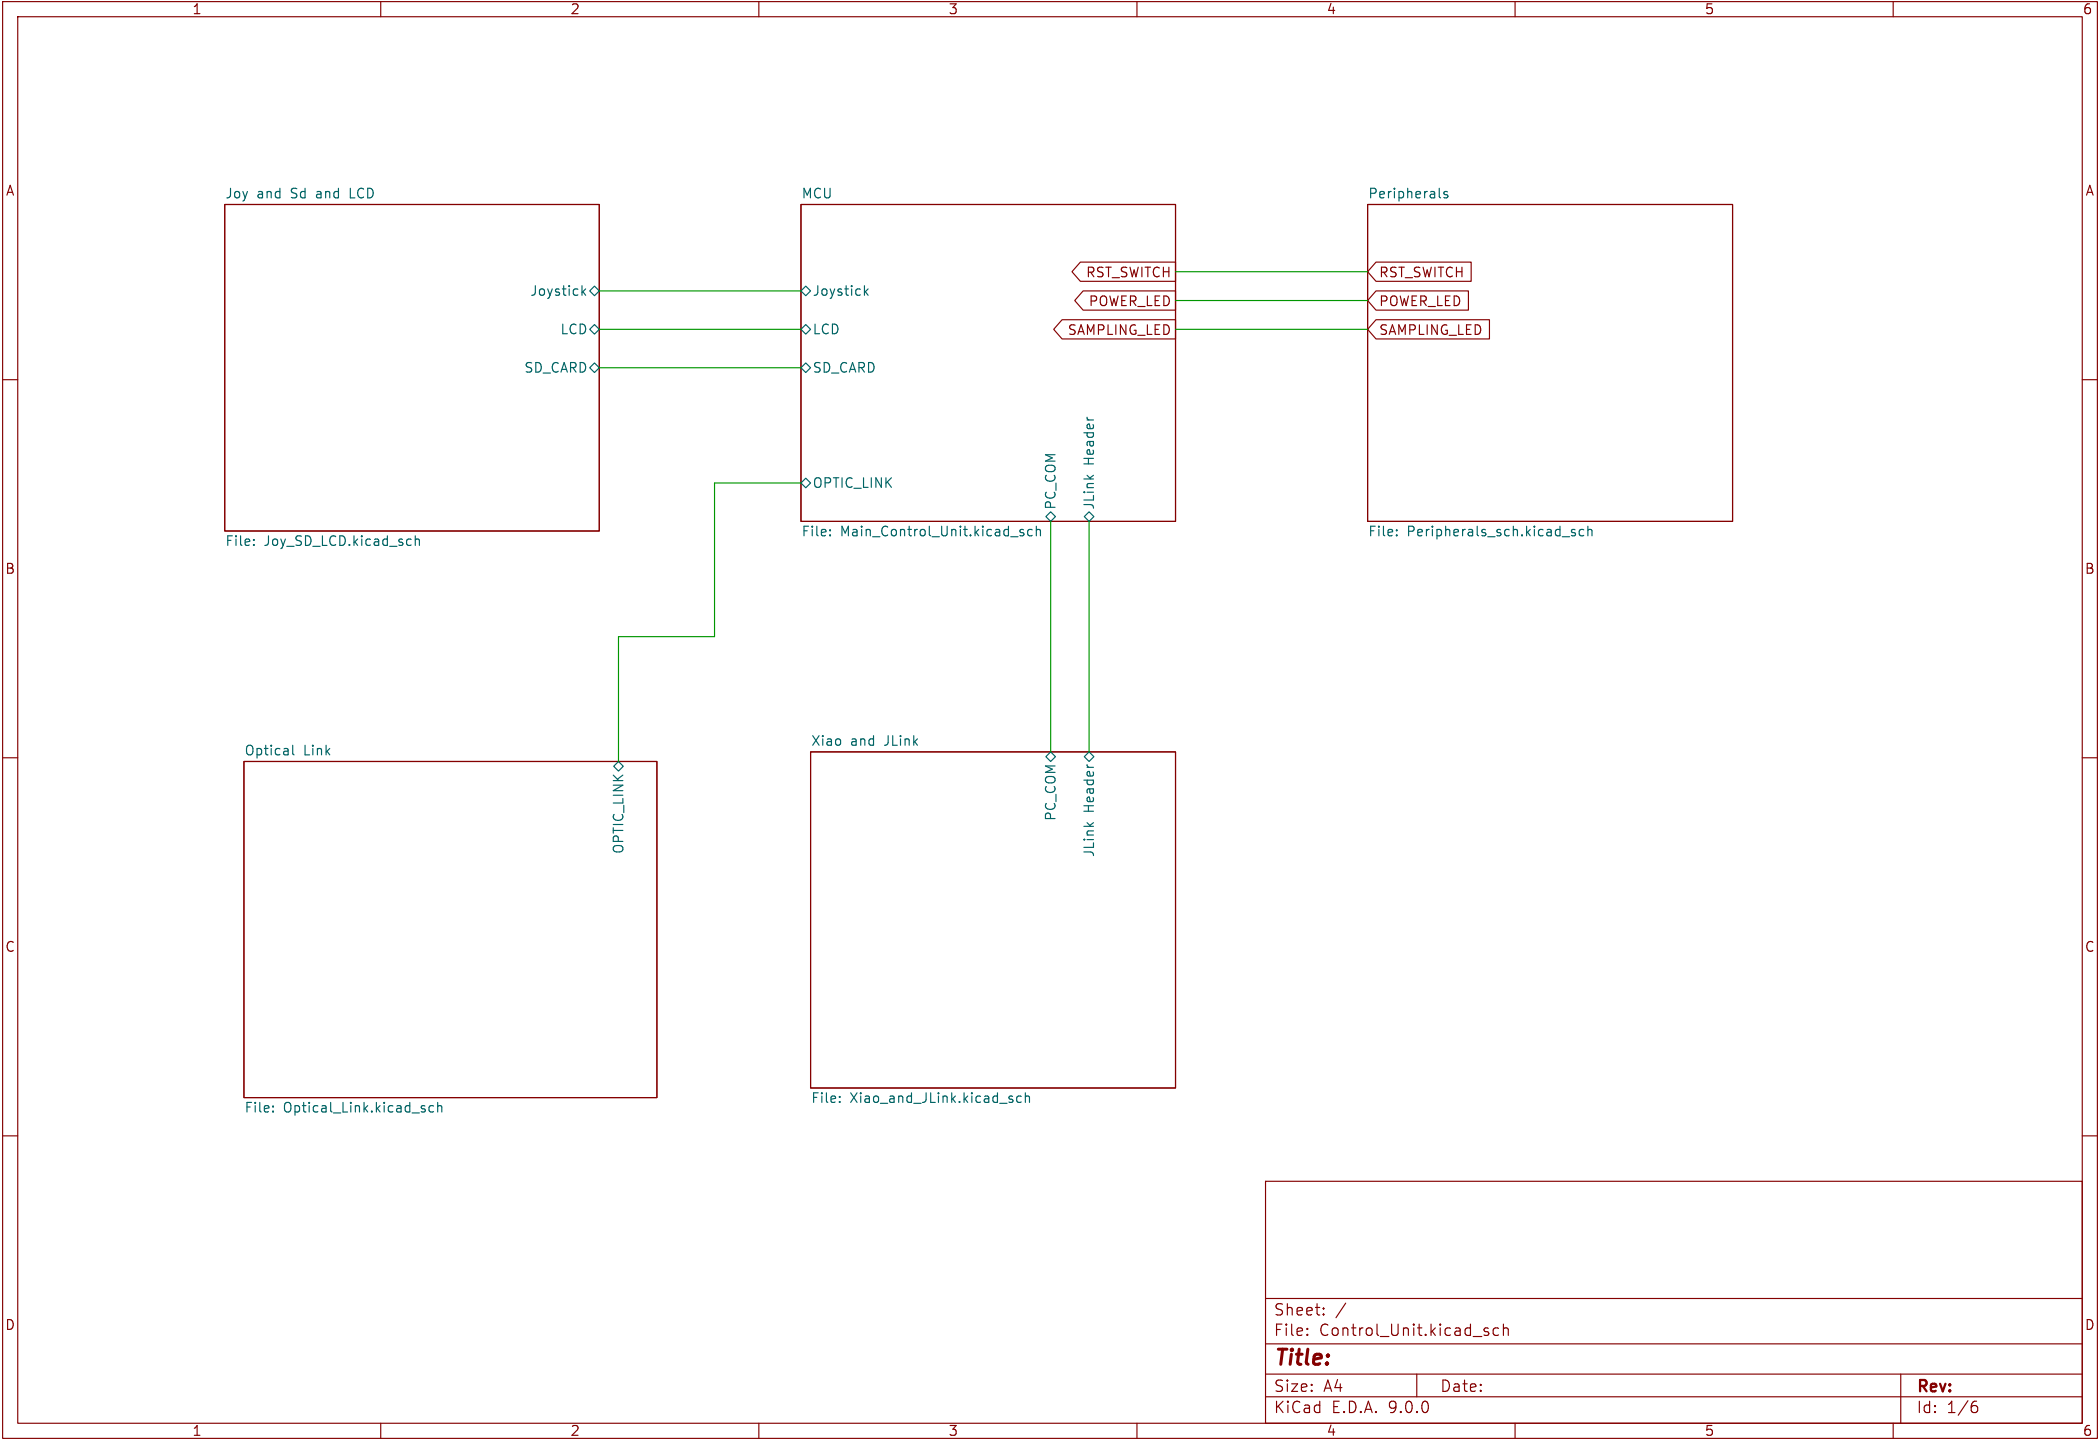 1 2 3 4 5 6
A A
Joy and Sd and LCD
MCU
Peripherals
RST_SWITCH RST_SWITCH
Joystick Joystick
POWER_LED POWER_LED
LCD LCD
SAMPLING_LED SAMPLING_LED
SD_CARD SD_CARD
PC_COM
JLink Header
OPTIC_LINK
File: Joy_SD_LCD.kicad_sch
File: Main_Control_Unit.kicad_sch
File: Peripherals_sch.kicad_sch
B B
Optical Link
Xiao and JLink
OPTIC_LINK
PC_COM
JLink Header
C C
File: Optical_Link.kicad_sch
File: Xiao_and_JLink.kicad_sch
Sheet: /
File: Control_Unit.kicad_sch
D D
Title:
Size: A4 Date: Rev:
KiCad E.D.A. 9.0.0 Id: 1/6
1 2 3 4 5 6